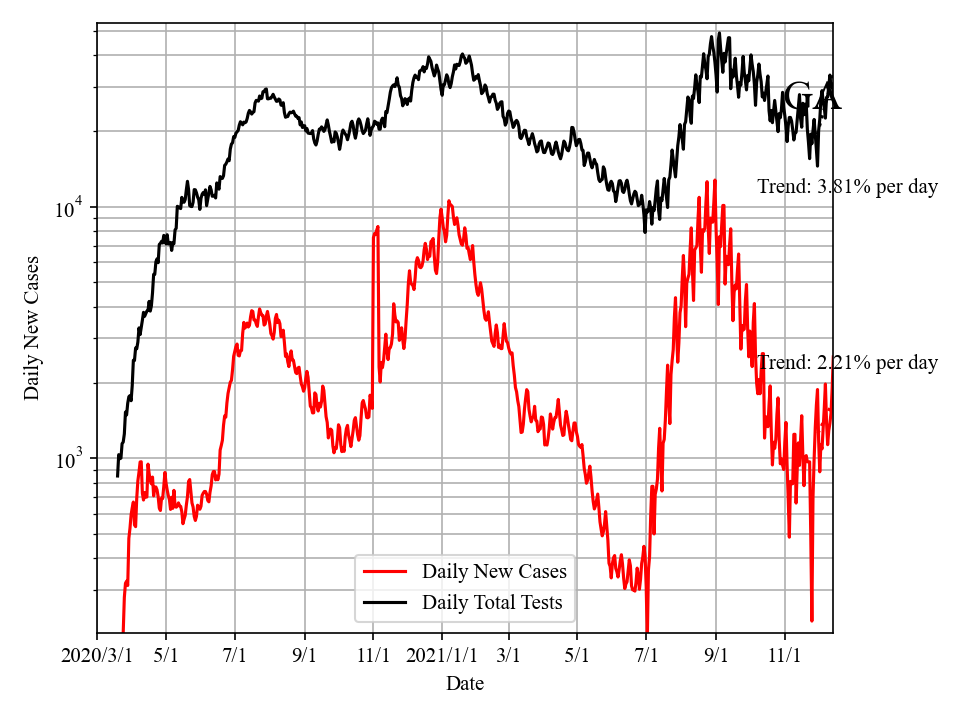 GA
Trend: 3.81% per day
Trend: 2.21% per day
10^4
10^3
Daily New Cases
Daily New Cases
Daily Total Tests
2020/3/1 5/1 7/1 9/1 11/1 2021/1/1 3/1 5/1 7/1 9/1 11/1
Date